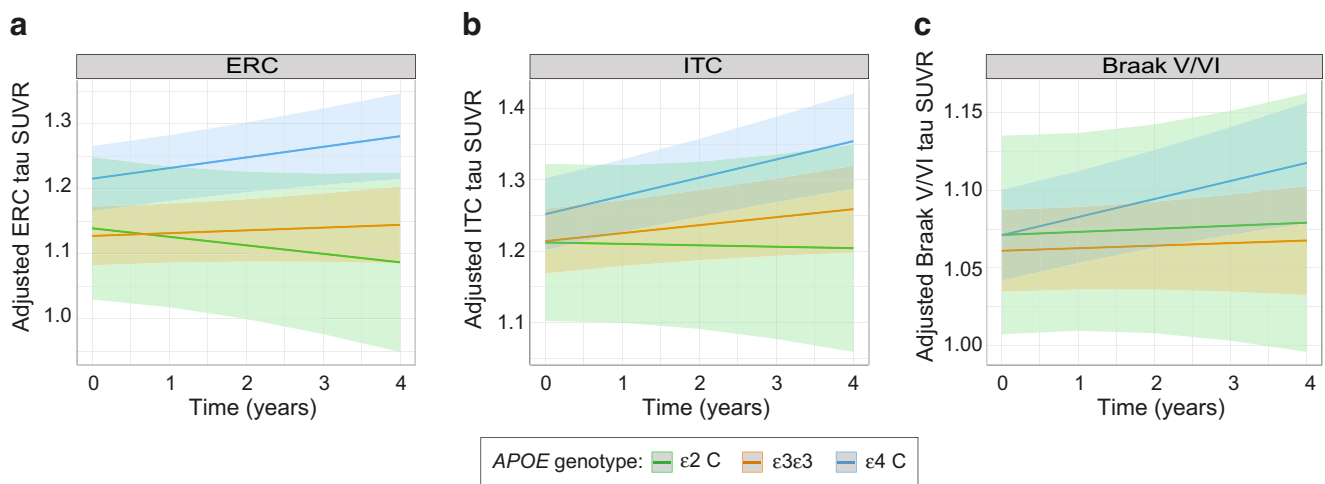 a
ERC
Adjusted ERC tau SUVR
1.3
1.2
1.1
1.0
0 1 2 3 4
Time (years)
b
ITC
Adjusted ITC tau SUVR
1.4
1.3
1.2
1.1
0 1 2 3 4
Time (years)
c
Braak V/VI
Adjusted Braak V/VI tau SUVR
1.15
1.10
1.05
1.00
0 1 2 3 4
Time (years)
APOE genotype: ε2 C ε3ε3 ε4 C